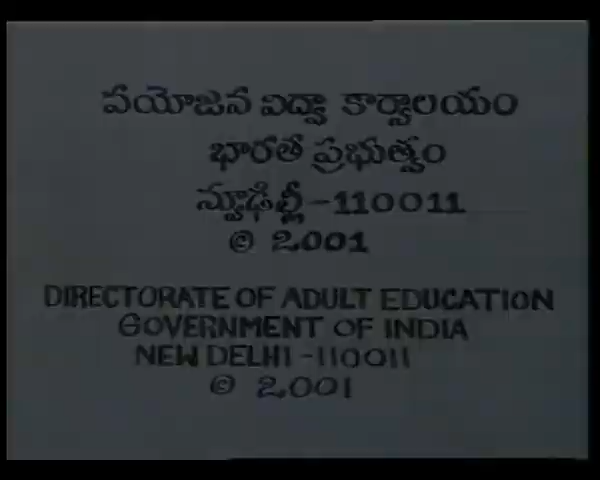 వయోజన విద్యా కార్యాలయం
భారత ప్రభుత్వం
న్యూఢిల్లీ-110011
© 2001
DIRECTORATE OF ADULT EDUCATION
GOVERNMENT OF INDIA
NEW DELHI-110011
© 2001